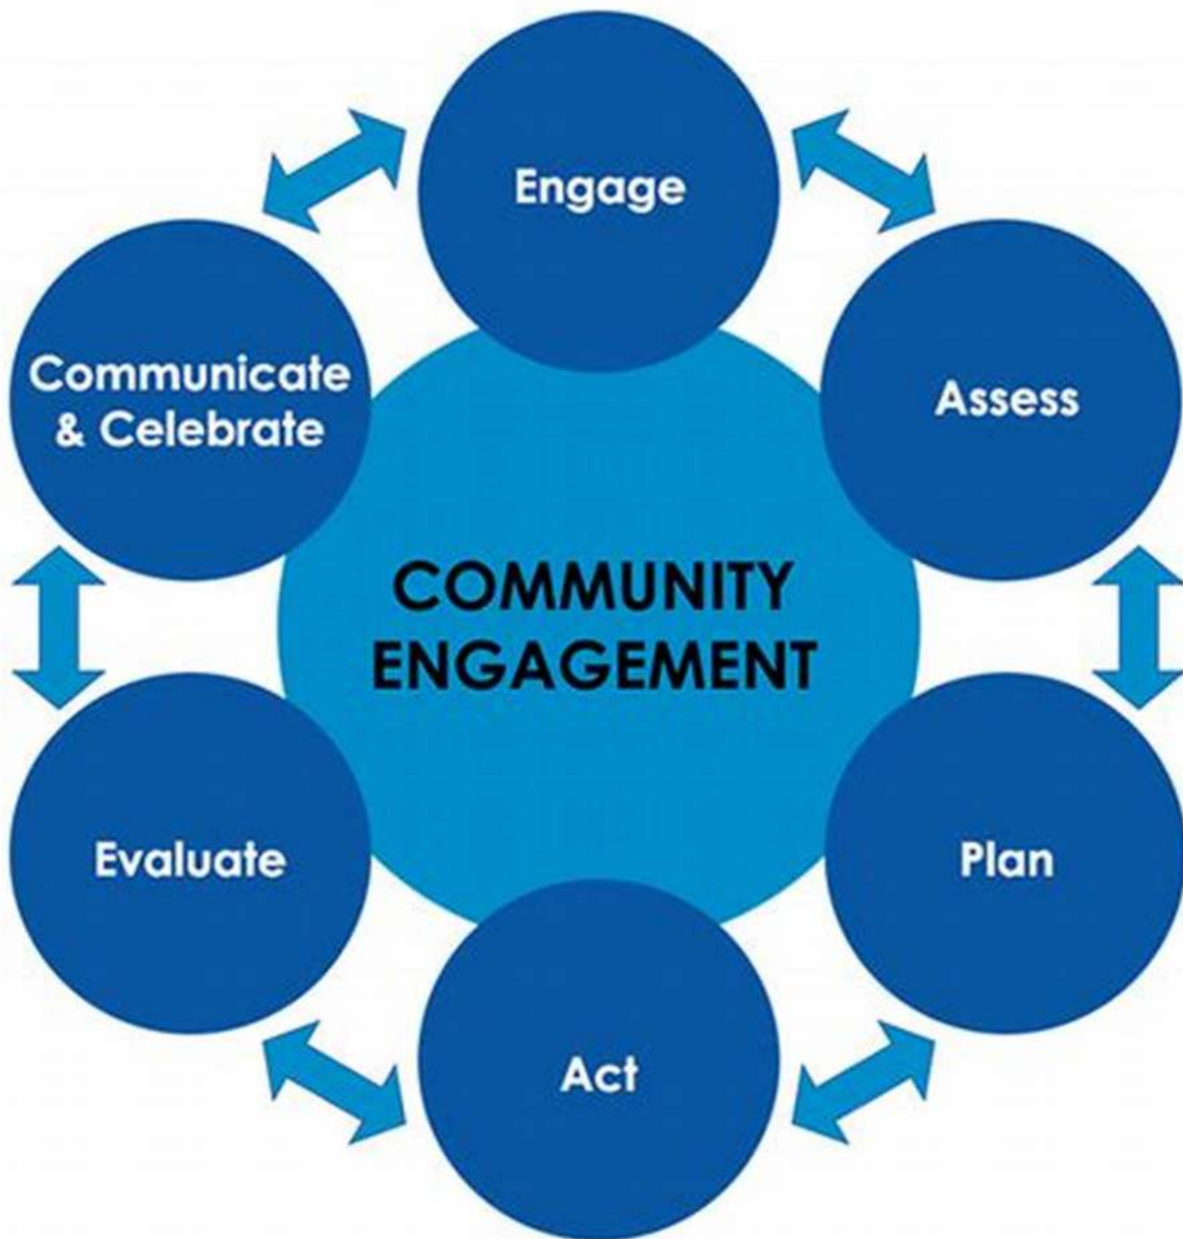 Engage
Assess
Plan
Act
Evaluate
Communicate
& Celebrate
COMMUNITY
ENGAGEMENT